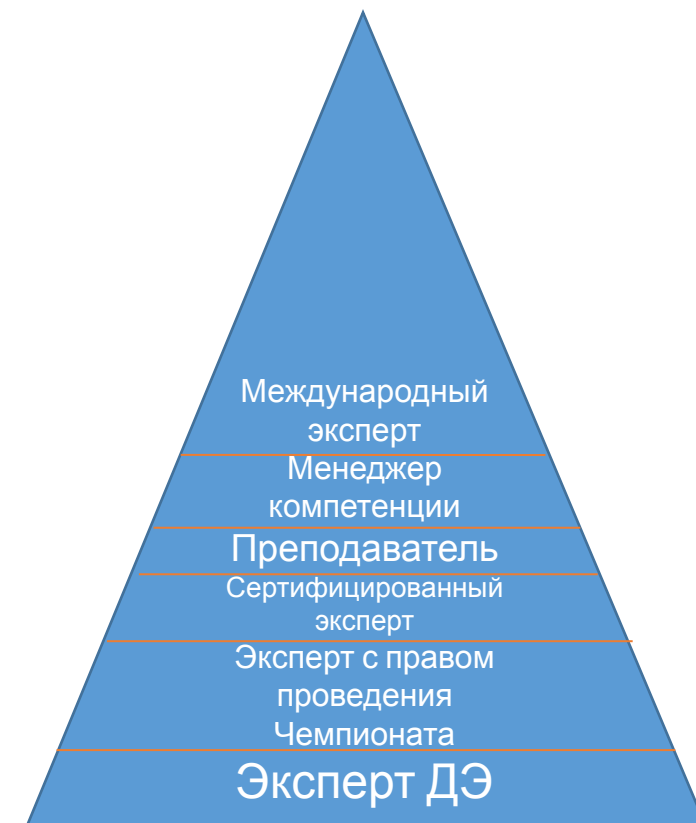 Международный
эксперт
Менеджер
компетенции
Преподаватель
Сертифицированный
эксперт
Эксперт с правом
проведения
Чемпионата
Эксперт ДЭ